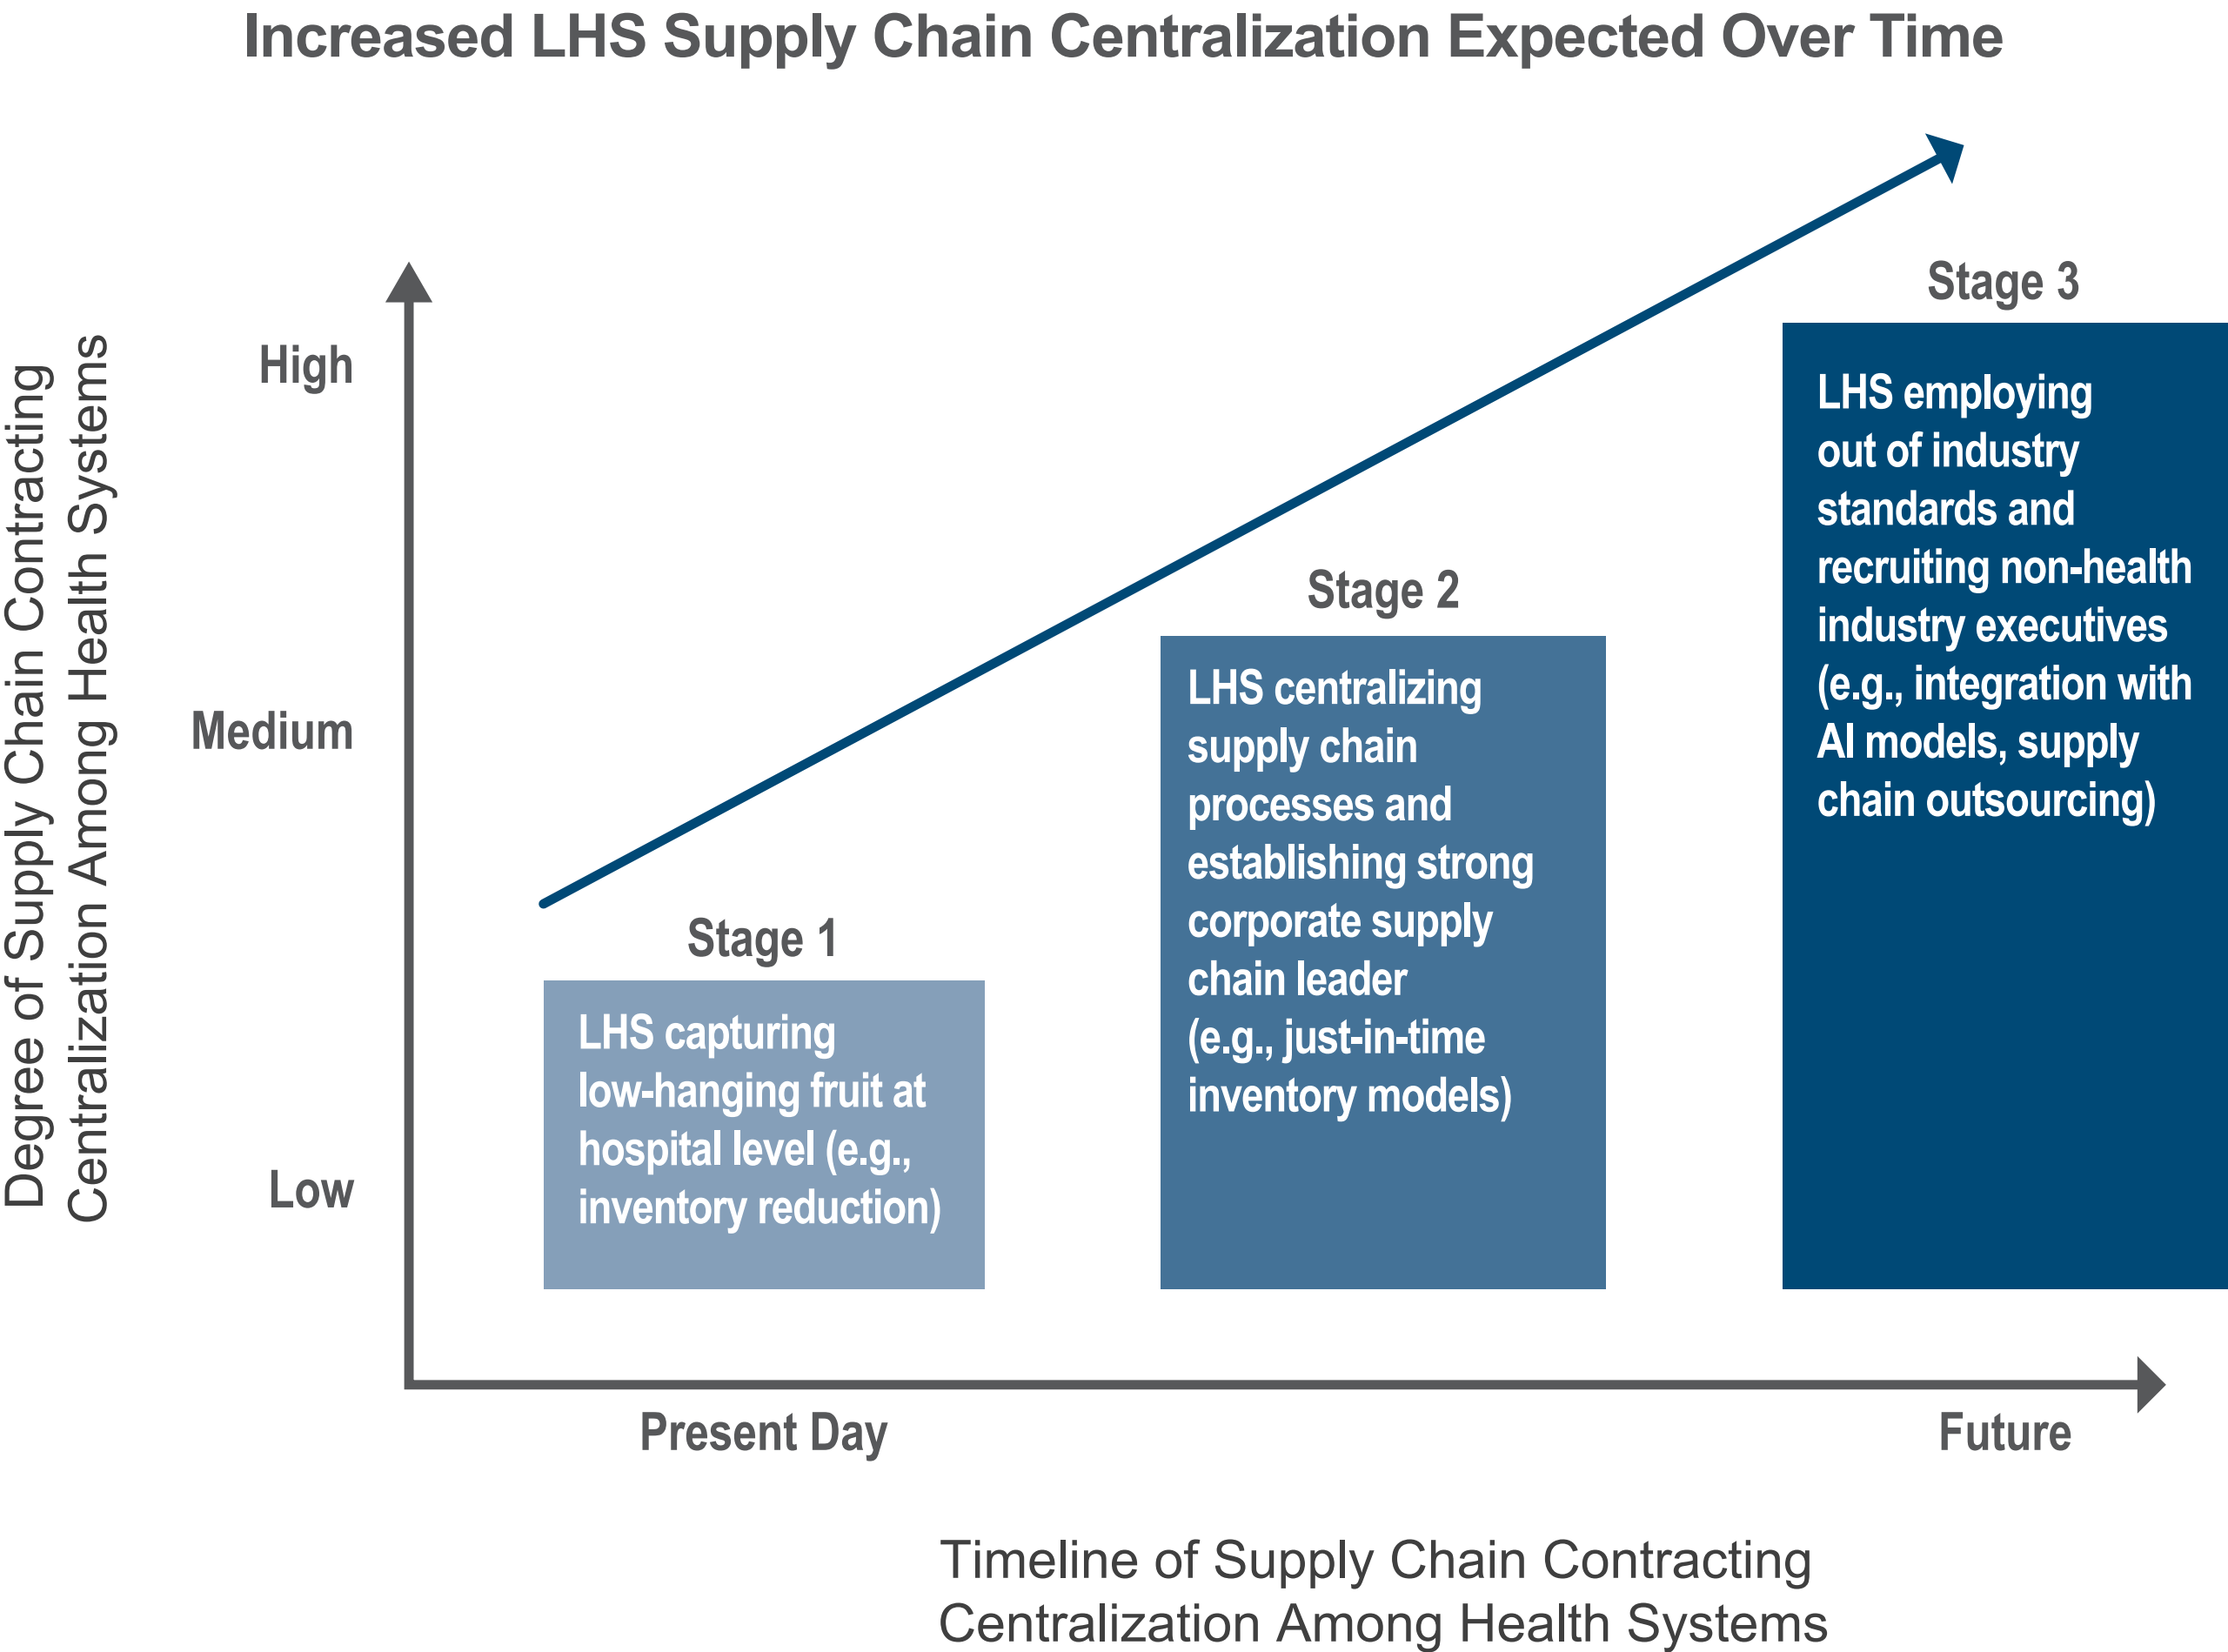 Increased LHS Supply Chain Centralization Expected Over Time
Degree of Supply Chain Contracting
Centralization Among Health Systems
High
Medium
Low
Stage 1
LHS capturing
low-hanging fruit at
hospital level (e.g.,
inventory reduction)
Stage 2
LHS centralizing
supply chain
processes and
establishing strong
corporate supply
chain leader
(e.g., just-in-time
inventory models)
Stage 3
LHS employing
out of industry
standards and
recruiting non-health
industry executives
(e.g., integration with
AI models, supply
chain outsourcing)
Present Day
Future
Timeline of Supply Chain Contracting
Centralization Among Health Systems